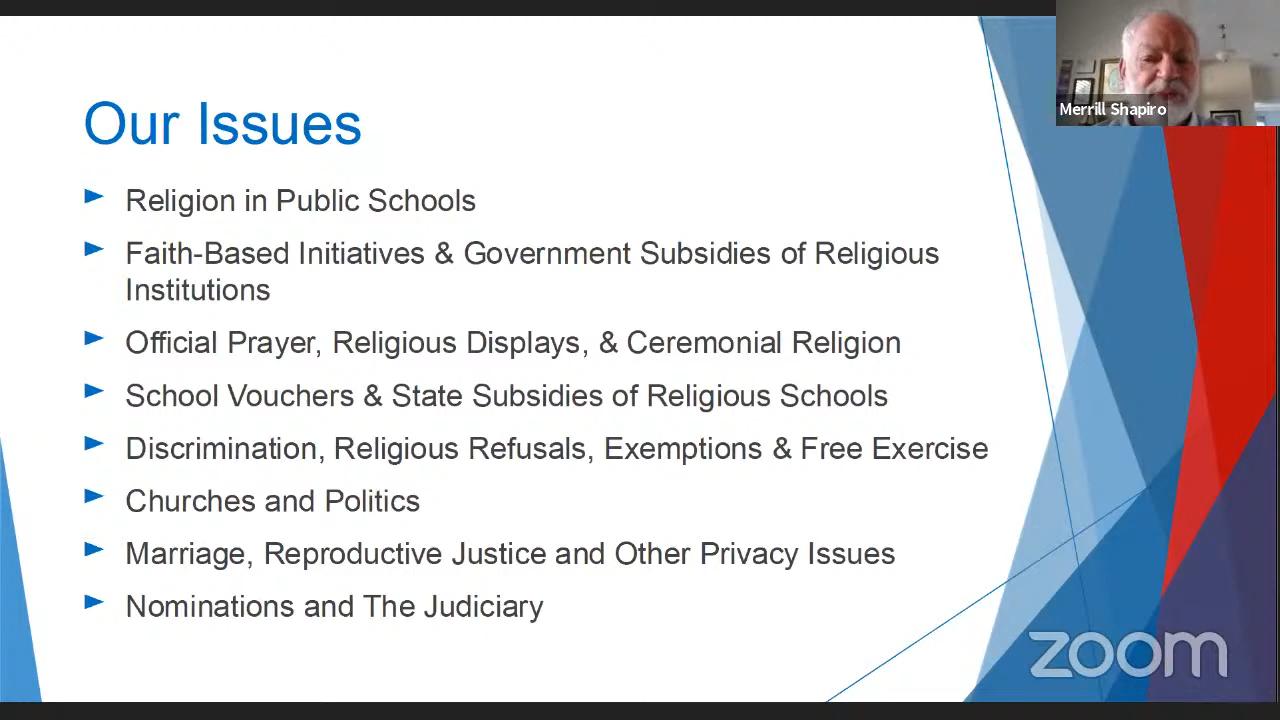 Our Issues
Religion in Public Schools
Faith-Based Initiatives & Government Subsidies of Religious
Institutions
Official Prayer, Religious Displays, & Ceremonial Religion
School Vouchers & State Subsidies of Religious Schools
Discrimination, Religious Refusals, Exemptions & Free Exercise
Churches and Politics
Marriage, Reproductive Justice and Other Privacy Issues
Nominations and The Judiciary
Merrill Shapiro
zoom